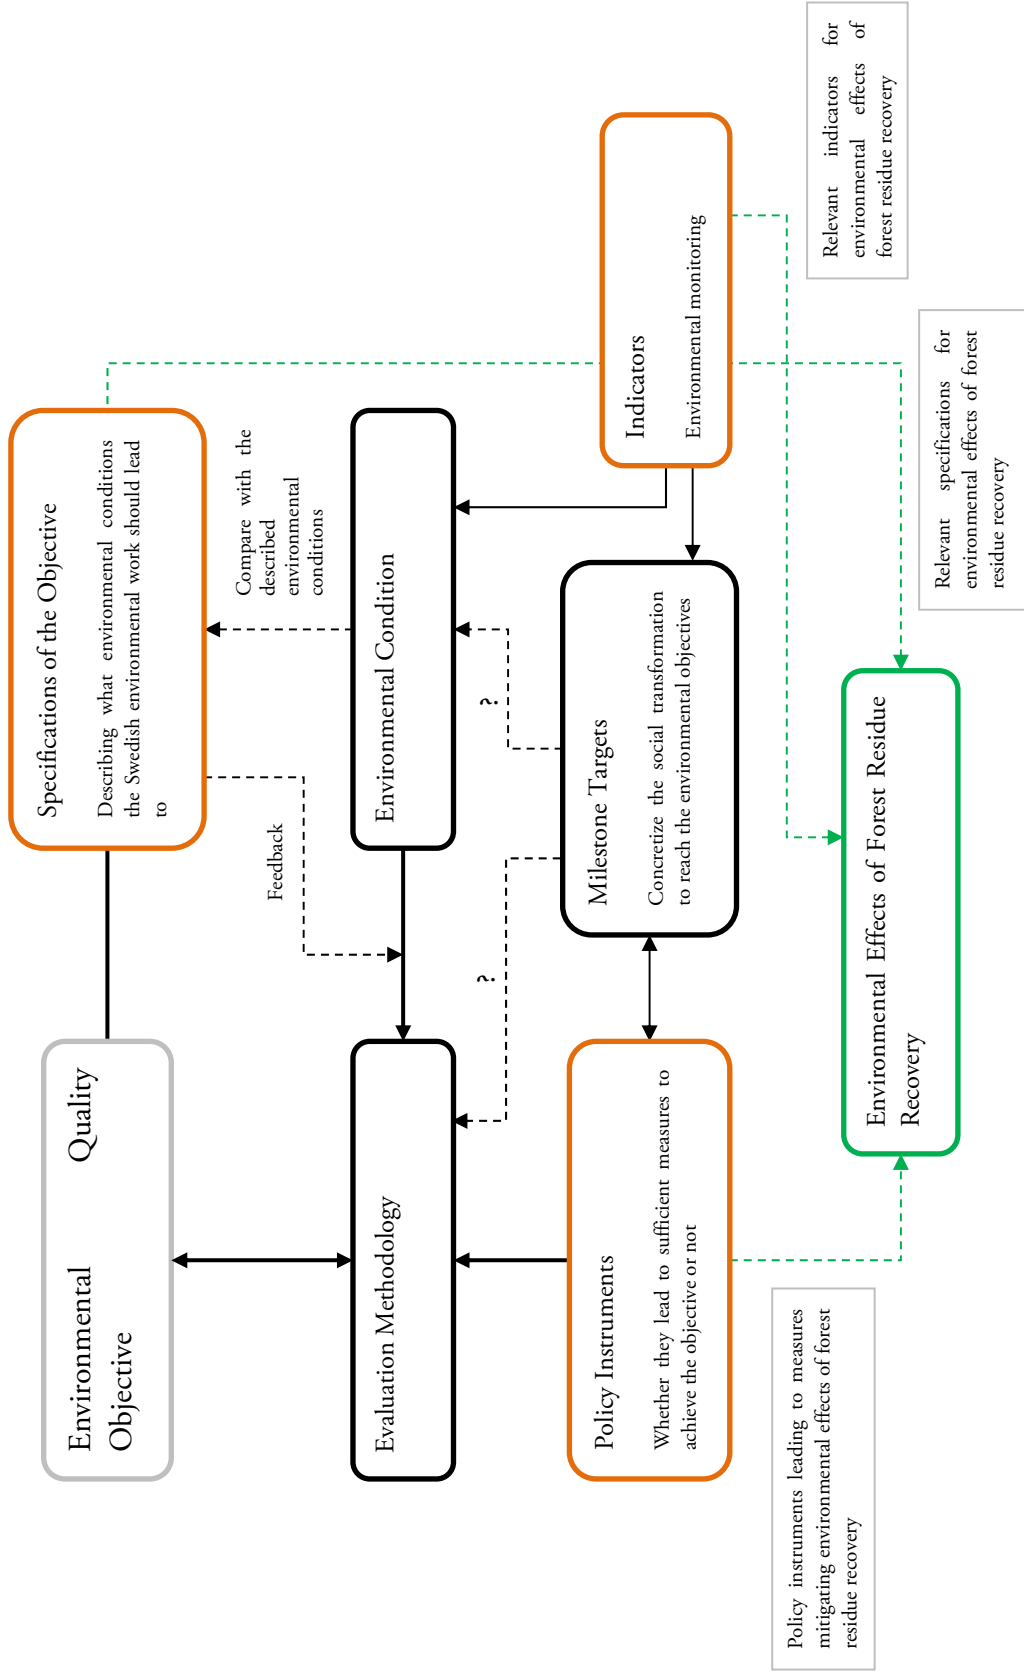 Environmental Quality
Objective
Specifications of the Objective
Describing what environmental conditions
the Swedish environmental work should lead
to
Feedback
Compare with the
described
environmental
conditions
Evaluation Methodology
Environmental Condition
?
?
Policy Instruments
Whether they lead to sufficient measures to
achieve the objective or not
Milestone Targets
Concretize the social transformation
to reach the environmental objectives
Indicators
Environmental monitoring
Policy instruments leading to measures
mitigating environmental effects of forest
residue recovery
Environmental Effects of Forest Residue
Recovery
Relevant indicators for
environmental effects of
forest residue recovery
Relevant specifications for
environmental effects of forest
residue recovery